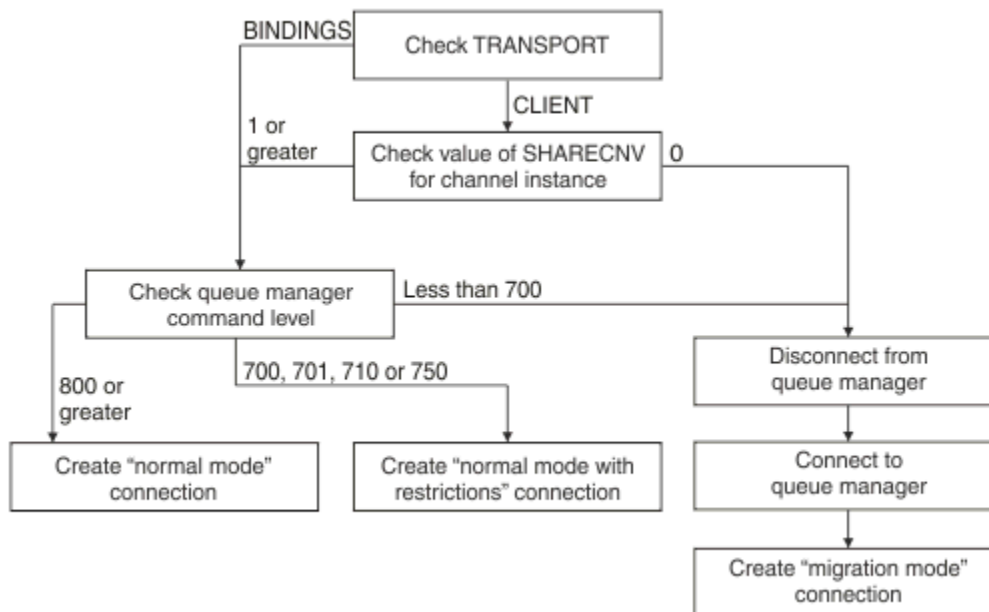 BINDINGS
Check TRANSPORT
CLIENT
1 or
greater
Check value of SHARECNV
for channel instance
0
Check queue manager
command level
Less than 700
Disconnect from
queue manager
700, 701, 710 or 750
800 or
greater
Create “normal mode”
connection
Create “normal mode with
restrictions” connection
Connect to
queue manager
Create “migration mode”
connection